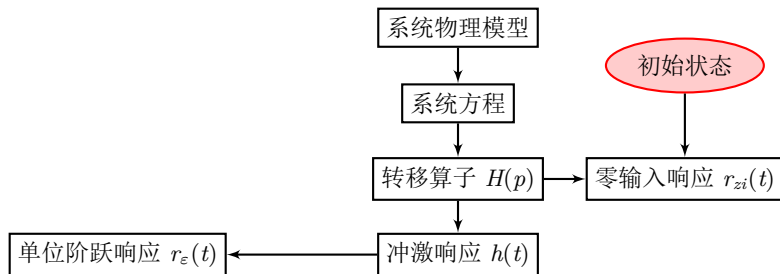 系统物理模型
初始状态
系统方程
转移算子 H(p)
零输入响应 r_{zi}(t)
单位阶跃响应 r_ε(t)
冲激响应 h(t)